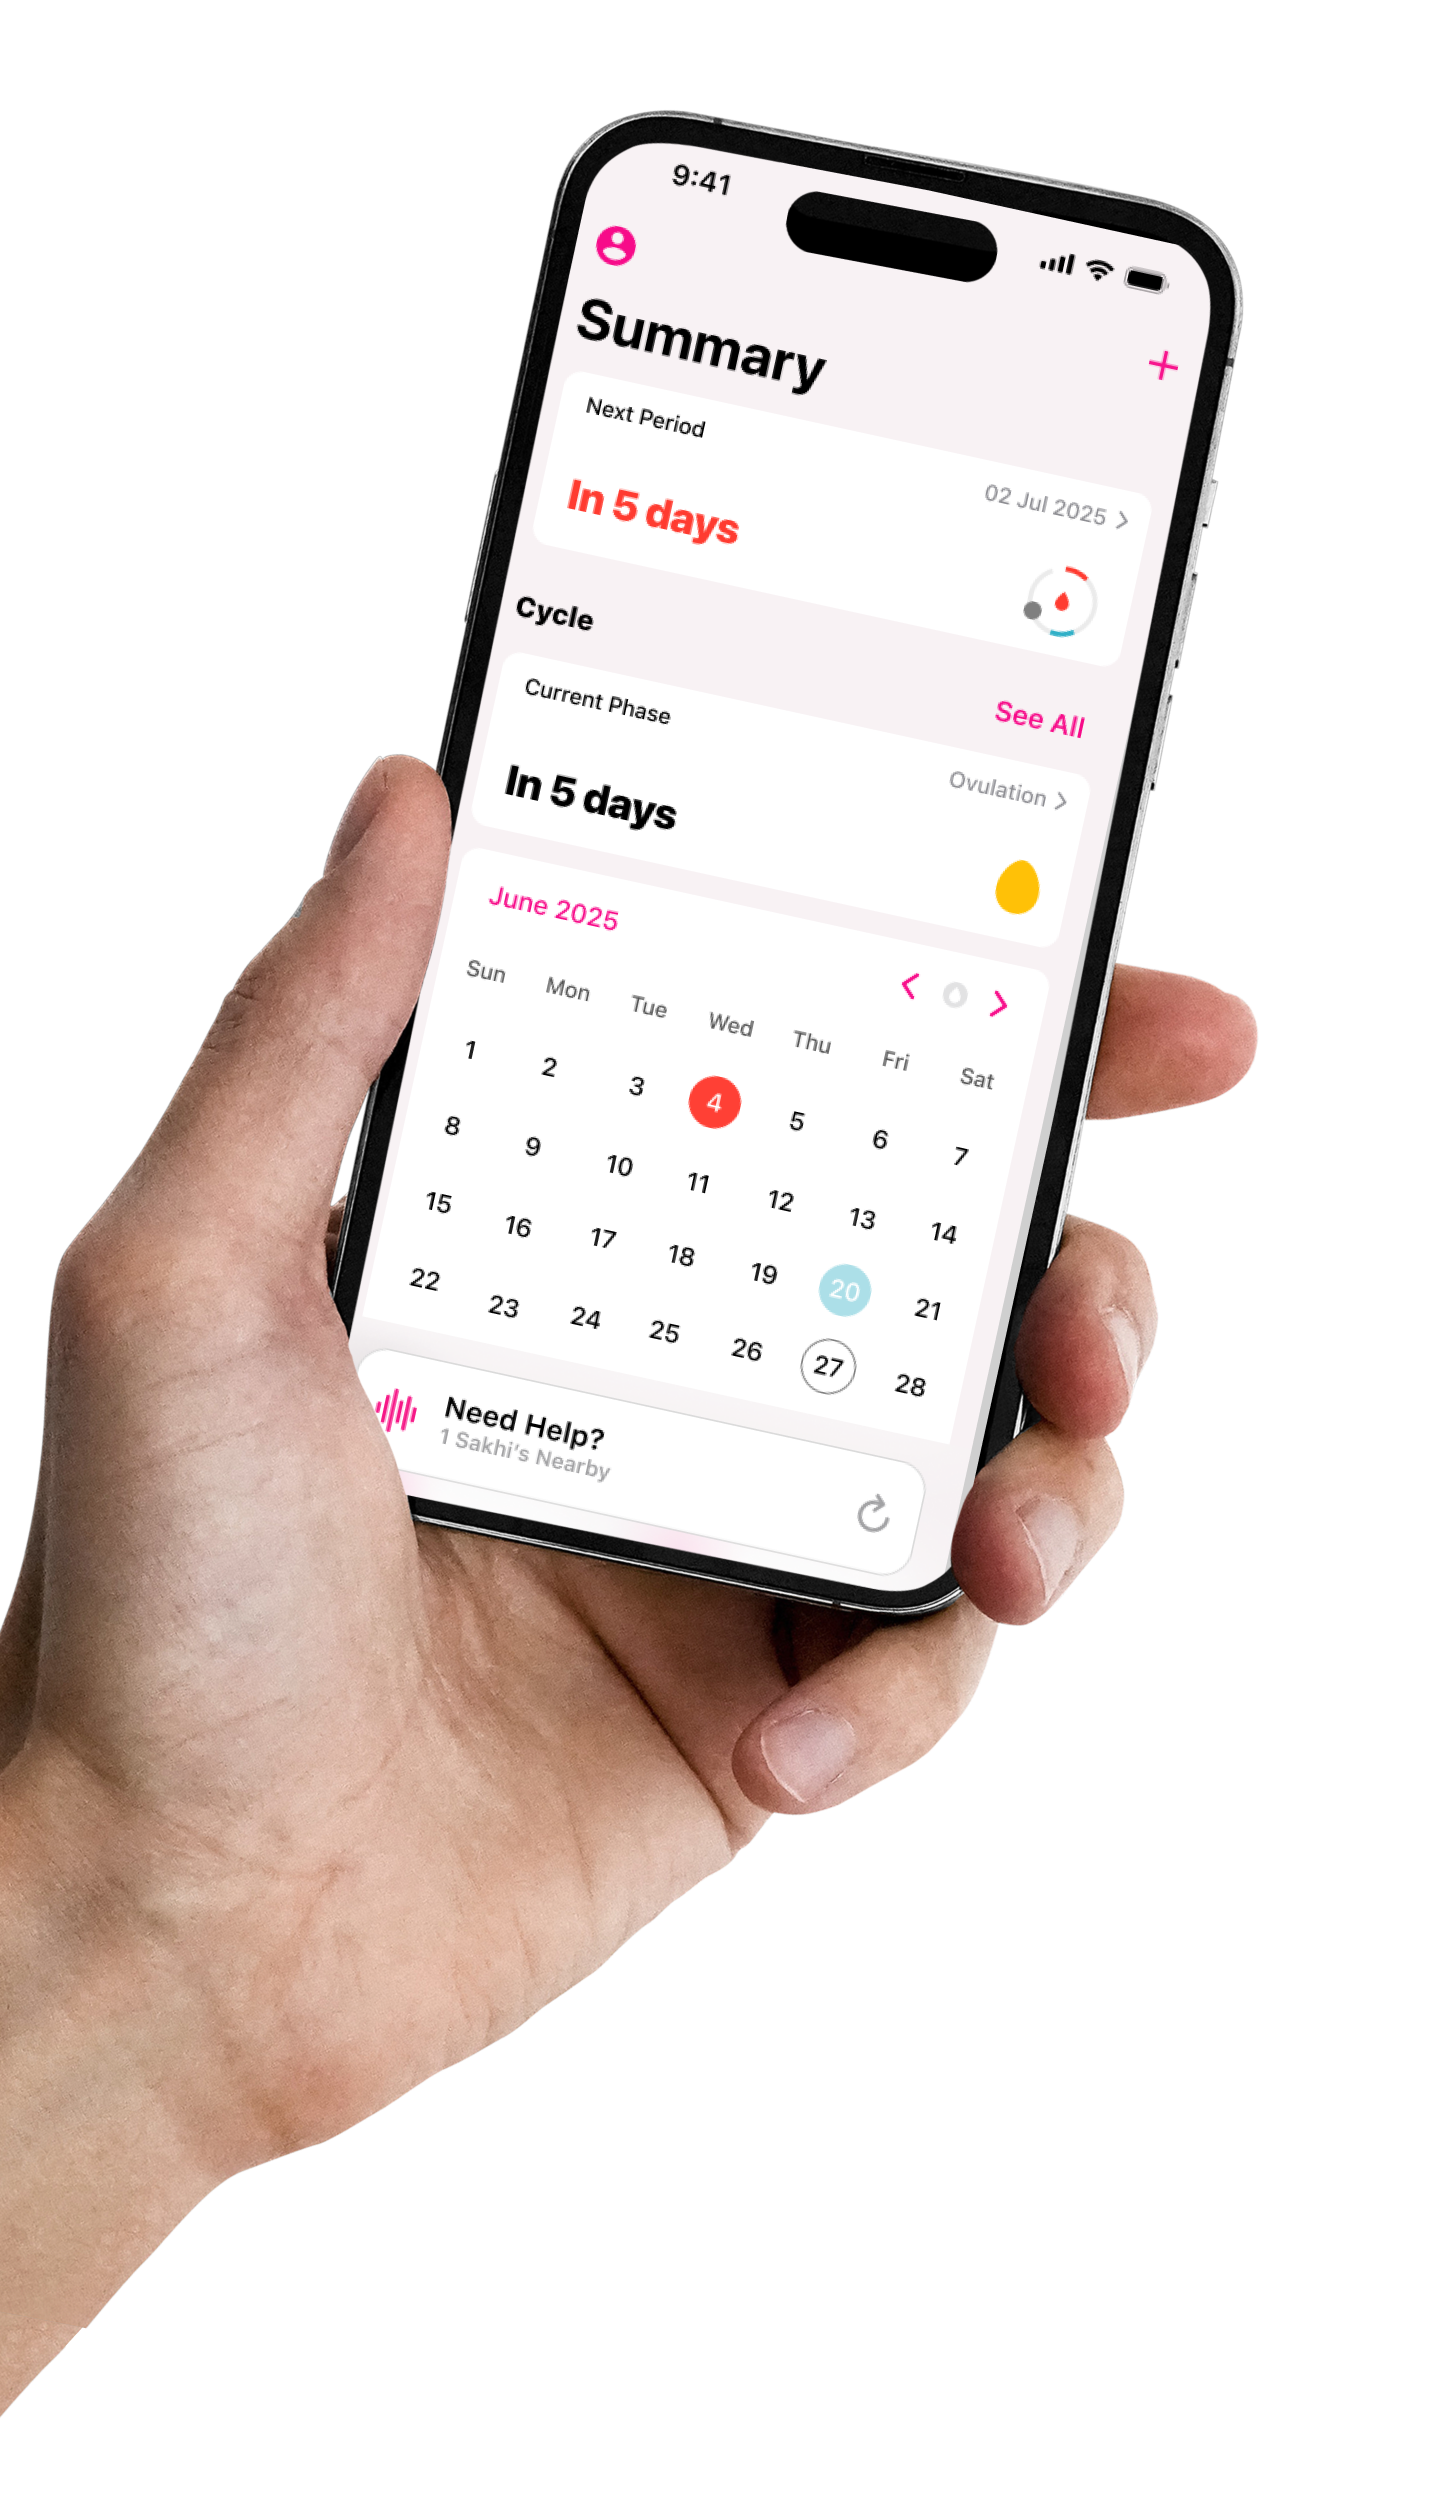 9:41
Summary
Next Period
02 Jul 2025
In 5 days
Cycle
See All
Current Phase
Ovulation
In 5 days
June 2025
Sun Mon Tue Wed Thu Fri Sat
1 2 3 4 5 6 7
8 9 10 11 12 13 14
15 16 17 18 19 20 21
22 23 24 25 26 27 28
Need Help?
1 Sakhi's Nearby